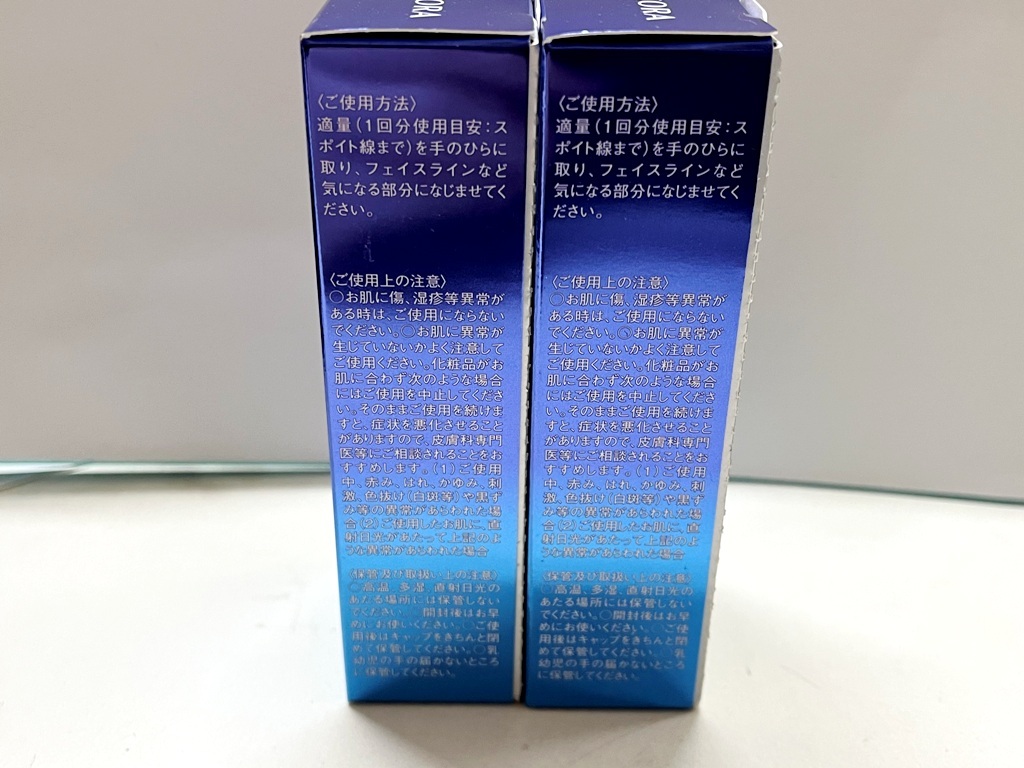 ORA
〈ご使用方法〉
適量(1回分使用目安:ス
ポイト線まで)を手のひらに
取り、フェイスラインなど
気になる部分になじませてく
ださい。
〈ご使用上の注意〉
○お肌に傷、湿疹等異常が
ある時は、ご使用にならない
でください。○お肌に異常が
生じていないかよく注意して
ご使用ください。化粧品がお
肌に合わず次のような場合
にはご使用を中止してくださ
い。そのままご使用を続けま
すと、症状を悪化させること
がありますので、皮膚科専門
医等にご相談されることをお
すすめします。(1)ご使用
中、赤み、はれ、かゆみ、刺
激、色抜け(白斑等)や黒ず
み等の異常があらわれた場
合(2)ご使用したお肌に、直
射日光があたって上記のよ
うな異常があらわれた場合
〈保管及び取扱い上の注意〉
○高温、多湿、直射日光の
あたる場所には保管しない
でください。○開封後はお早
めにお使いください。○ご使
用後はキャップをきちんと閉
めて保管してください。○乳
幼児の手の届かないところ
に保管してください。
ORA
〈ご使用方法〉
適量(1回分使用目安:ス
ポイト線まで)を手のひらに
取り、フェイスラインなど
気になる部分になじませてく
ださい。
〈ご使用上の注意〉
○お肌に傷、湿疹等異常が
ある時は、ご使用にならない
でください。○お肌に異常が
生じていないかよく注意して
ご使用ください。化粧品がお
肌に合わず次のような場合
にはご使用を中止してくださ
い。そのままご使用を続けま
すと、症状を悪化させること
がありますので、皮膚科専門
医等にご相談されることをお
すすめします。(1)ご使用
中、赤み、はれ、かゆみ、刺
激、色抜け(白斑等)や黒ず
み等の異常があらわれた場
合(2)ご使用したお肌に、直
射日光があたって上記のよ
うな異常があらわれた場合
〈保管及び取扱い上の注意〉
○高温、多湿、直射日光の
あたる場所には保管しない
でください。○開封後はお早
めにお使いください。○ご使
用後はキャップをきちんと閉
めて保管してください。○乳
幼児の手の届かないところ
に保管してください。